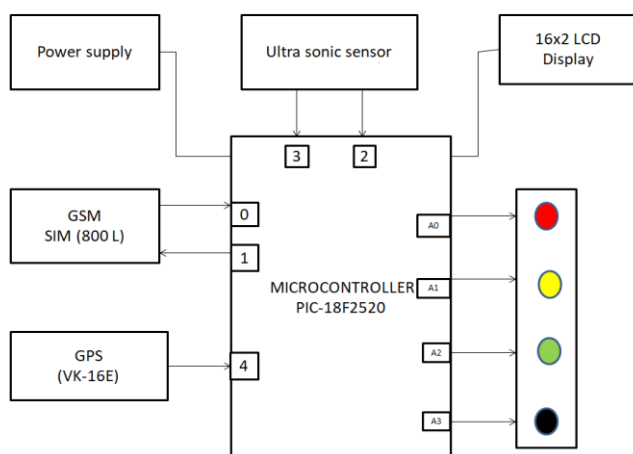 Power supply
Ultra sonic sensor
16x2 LCD
Display
3
2
GSM
SIM (800 L)
0
1
A0
MICROCONTROLLER
PIC-18F2520
A1
GPS
(VK-16E)
4
A2
A3